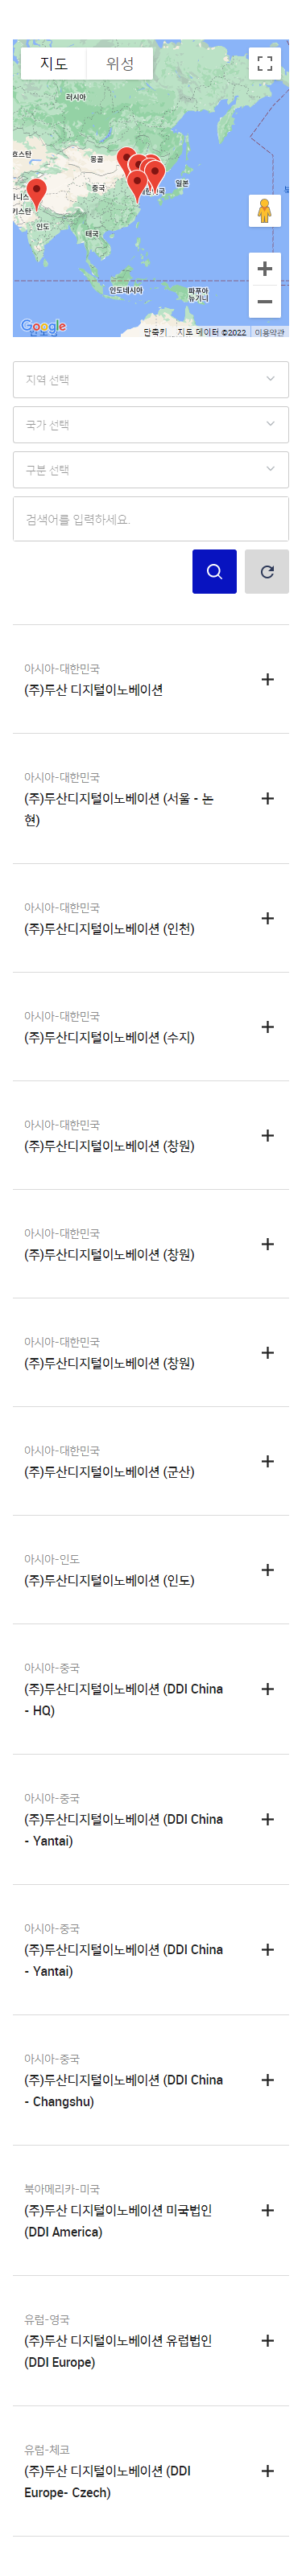 지도 위성
러시아
몽골
중국
일본
인도
태국
인도네시아
파푸아
뉴기니
Google
단축키 지도 데이터 ©2022 이용약관
지역 선택
국가 선택
구분 선택
검색어를 입력하세요.
아시아-대한민국
(주)두산 디지털이노베이션
아시아-대한민국
(주)두산디지털이노베이션 (서울 - 논
현)
아시아-대한민국
(주)두산디지털이노베이션 (인천)
아시아-대한민국
(주)두산디지털이노베이션 (수지)
아시아-대한민국
(주)두산디지털이노베이션 (창원)
아시아-대한민국
(주)두산디지털이노베이션 (창원)
아시아-대한민국
(주)두산디지털이노베이션 (창원)
아시아-대한민국
(주)두산디지털이노베이션 (군산)
아시아-인도
(주)두산디지털이노베이션 (인도)
아시아-중국
(주)두산디지털이노베이션 (DDI China
- HQ)
아시아-중국
(주)두산디지털이노베이션 (DDI China
- Yantai)
아시아-중국
(주)두산디지털이노베이션 (DDI China
- Yantai)
아시아-중국
(주)두산디지털이노베이션 (DDI China
- Changshu)
북아메리카-미국
(주)두산 디지털이노베이션 미국법인
(DDI America)
유럽-영국
(주)두산 디지털이노베이션 유럽법인
(DDI Europe)
유럽-체코
(주)두산 디지털이노베이션 (DDI
Europe- Czech)